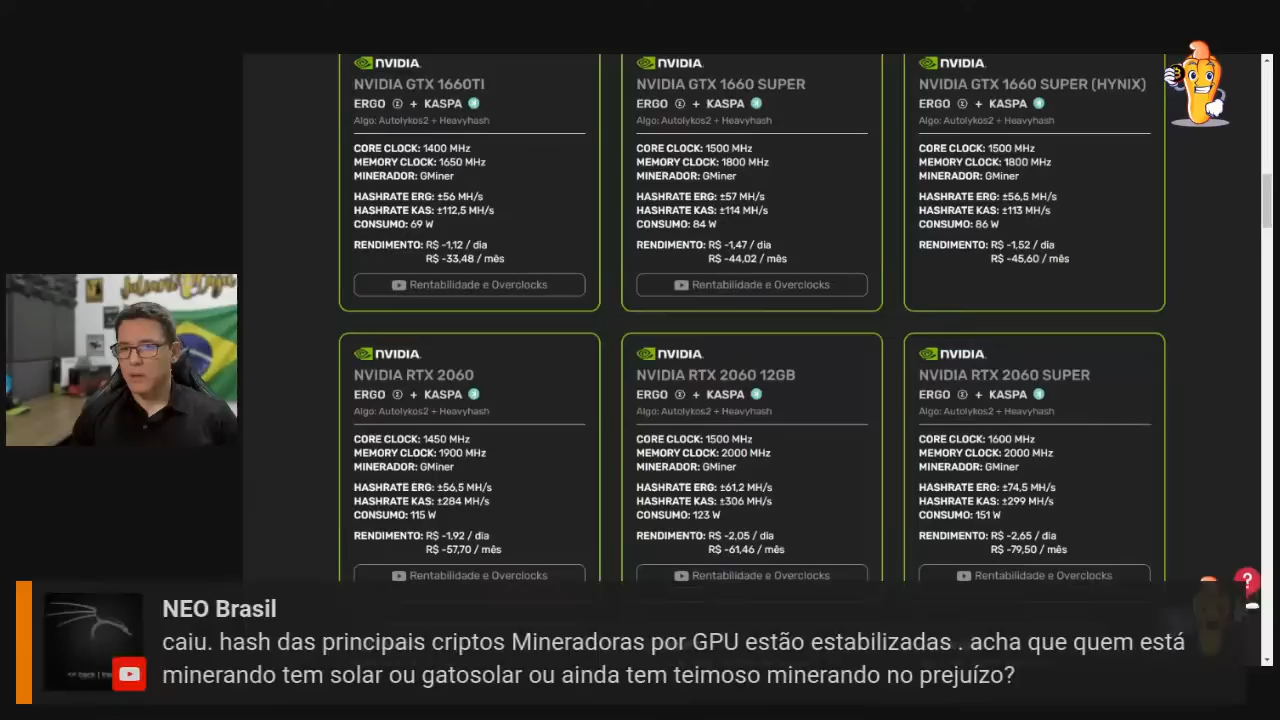 NVIDIA.
NVIDIA GTX 1660TI
ERGO + KASPA
Algo: Autolykos2 + Heavyhash
CORE CLOCK: 1400 MHz
MEMORY CLOCK: 1650 MHz
MINERADOR: GMiner
HASHRATE ERG: ±56 MH/s
HASHRATE KAS: ±112,5 MH/s
CONSUMO: 69 W
RENDIMENTO: R$ -1,12 / dia
R$ -33,48 / mês
Rentabilidade e Overclocks
NVIDIA.
NVIDIA GTX 1660 SUPER
ERGO + KASPA
Algo: Autolykos2 + Heavyhash
CORE CLOCK: 1500 MHz
MEMORY CLOCK: 1800 MHz
MINERADOR: GMiner
HASHRATE ERG: ±57 MH/s
HASHRATE KAS: ±114 MH/s
CONSUMO: 84 W
RENDIMENTO: R$ -1,47 / dia
R$ -44,02 / mês
Rentabilidade e Overclocks
NVIDIA.
NVIDIA GTX 1660 SUPER (HYNIX)
ERGO + KASPA
Algo: Autolykos2 + Heavyhash
CORE CLOCK: 1500 MHz
MEMORY CLOCK: 1800 MHz
MINERADOR: GMiner
HASHRATE ERG: ±56,5 MH/s
HASHRATE KAS: ±113 MH/s
CONSUMO: 86 W
RENDIMENTO: R$ -1,52 / dia
R$ -45,60 / mês
NVIDIA.
NVIDIA RTX 2060
ERGO + KASPA
Algo: Autolykos2 + Heavyhash
CORE CLOCK: 1450 MHz
MEMORY CLOCK: 1900 MHz
MINERADOR: GMiner
HASHRATE ERG: ±56,5 MH/s
HASHRATE KAS: ±284 MH/s
CONSUMO: 115 W
RENDIMENTO: R$ -1,92 / dia
R$ -57,70 / mês
Rentabilidade e Overclocks
NVIDIA.
NVIDIA RTX 2060 12GB
ERGO + KASPA
Algo: Autolykos2 + Heavyhash
CORE CLOCK: 1500 MHz
MEMORY CLOCK: 2000 MHz
MINERADOR: GMiner
HASHRATE ERG: ±61,2 MH/s
HASHRATE KAS: ±306 MH/s
CONSUMO: 123 W
RENDIMENTO: R$ -2,05 / dia
R$ -61,46 / mês
Rentabilidade e Overclocks
NVIDIA.
NVIDIA RTX 2060 SUPER
ERGO + KASPA
Algo: Autolykos2 + Heavyhash
CORE CLOCK: 1600 MHz
MEMORY CLOCK: 2000 MHz
MINERADOR: GMiner
HASHRATE ERG: ±74,5 MH/s
HASHRATE KAS: ±299 MH/s
CONSUMO: 151 W
RENDIMENTO: R$ -2,65 / dia
R$ -79,50 / mês
Rentabilidade e Overclocks
?
NEO Brasil
caiu. hash das principais criptos Mineradoras por GPU estão estabilizadas . acha que quem está
minerando tem solar ou gatosolar ou ainda tem teimoso minerando no prejuízo?